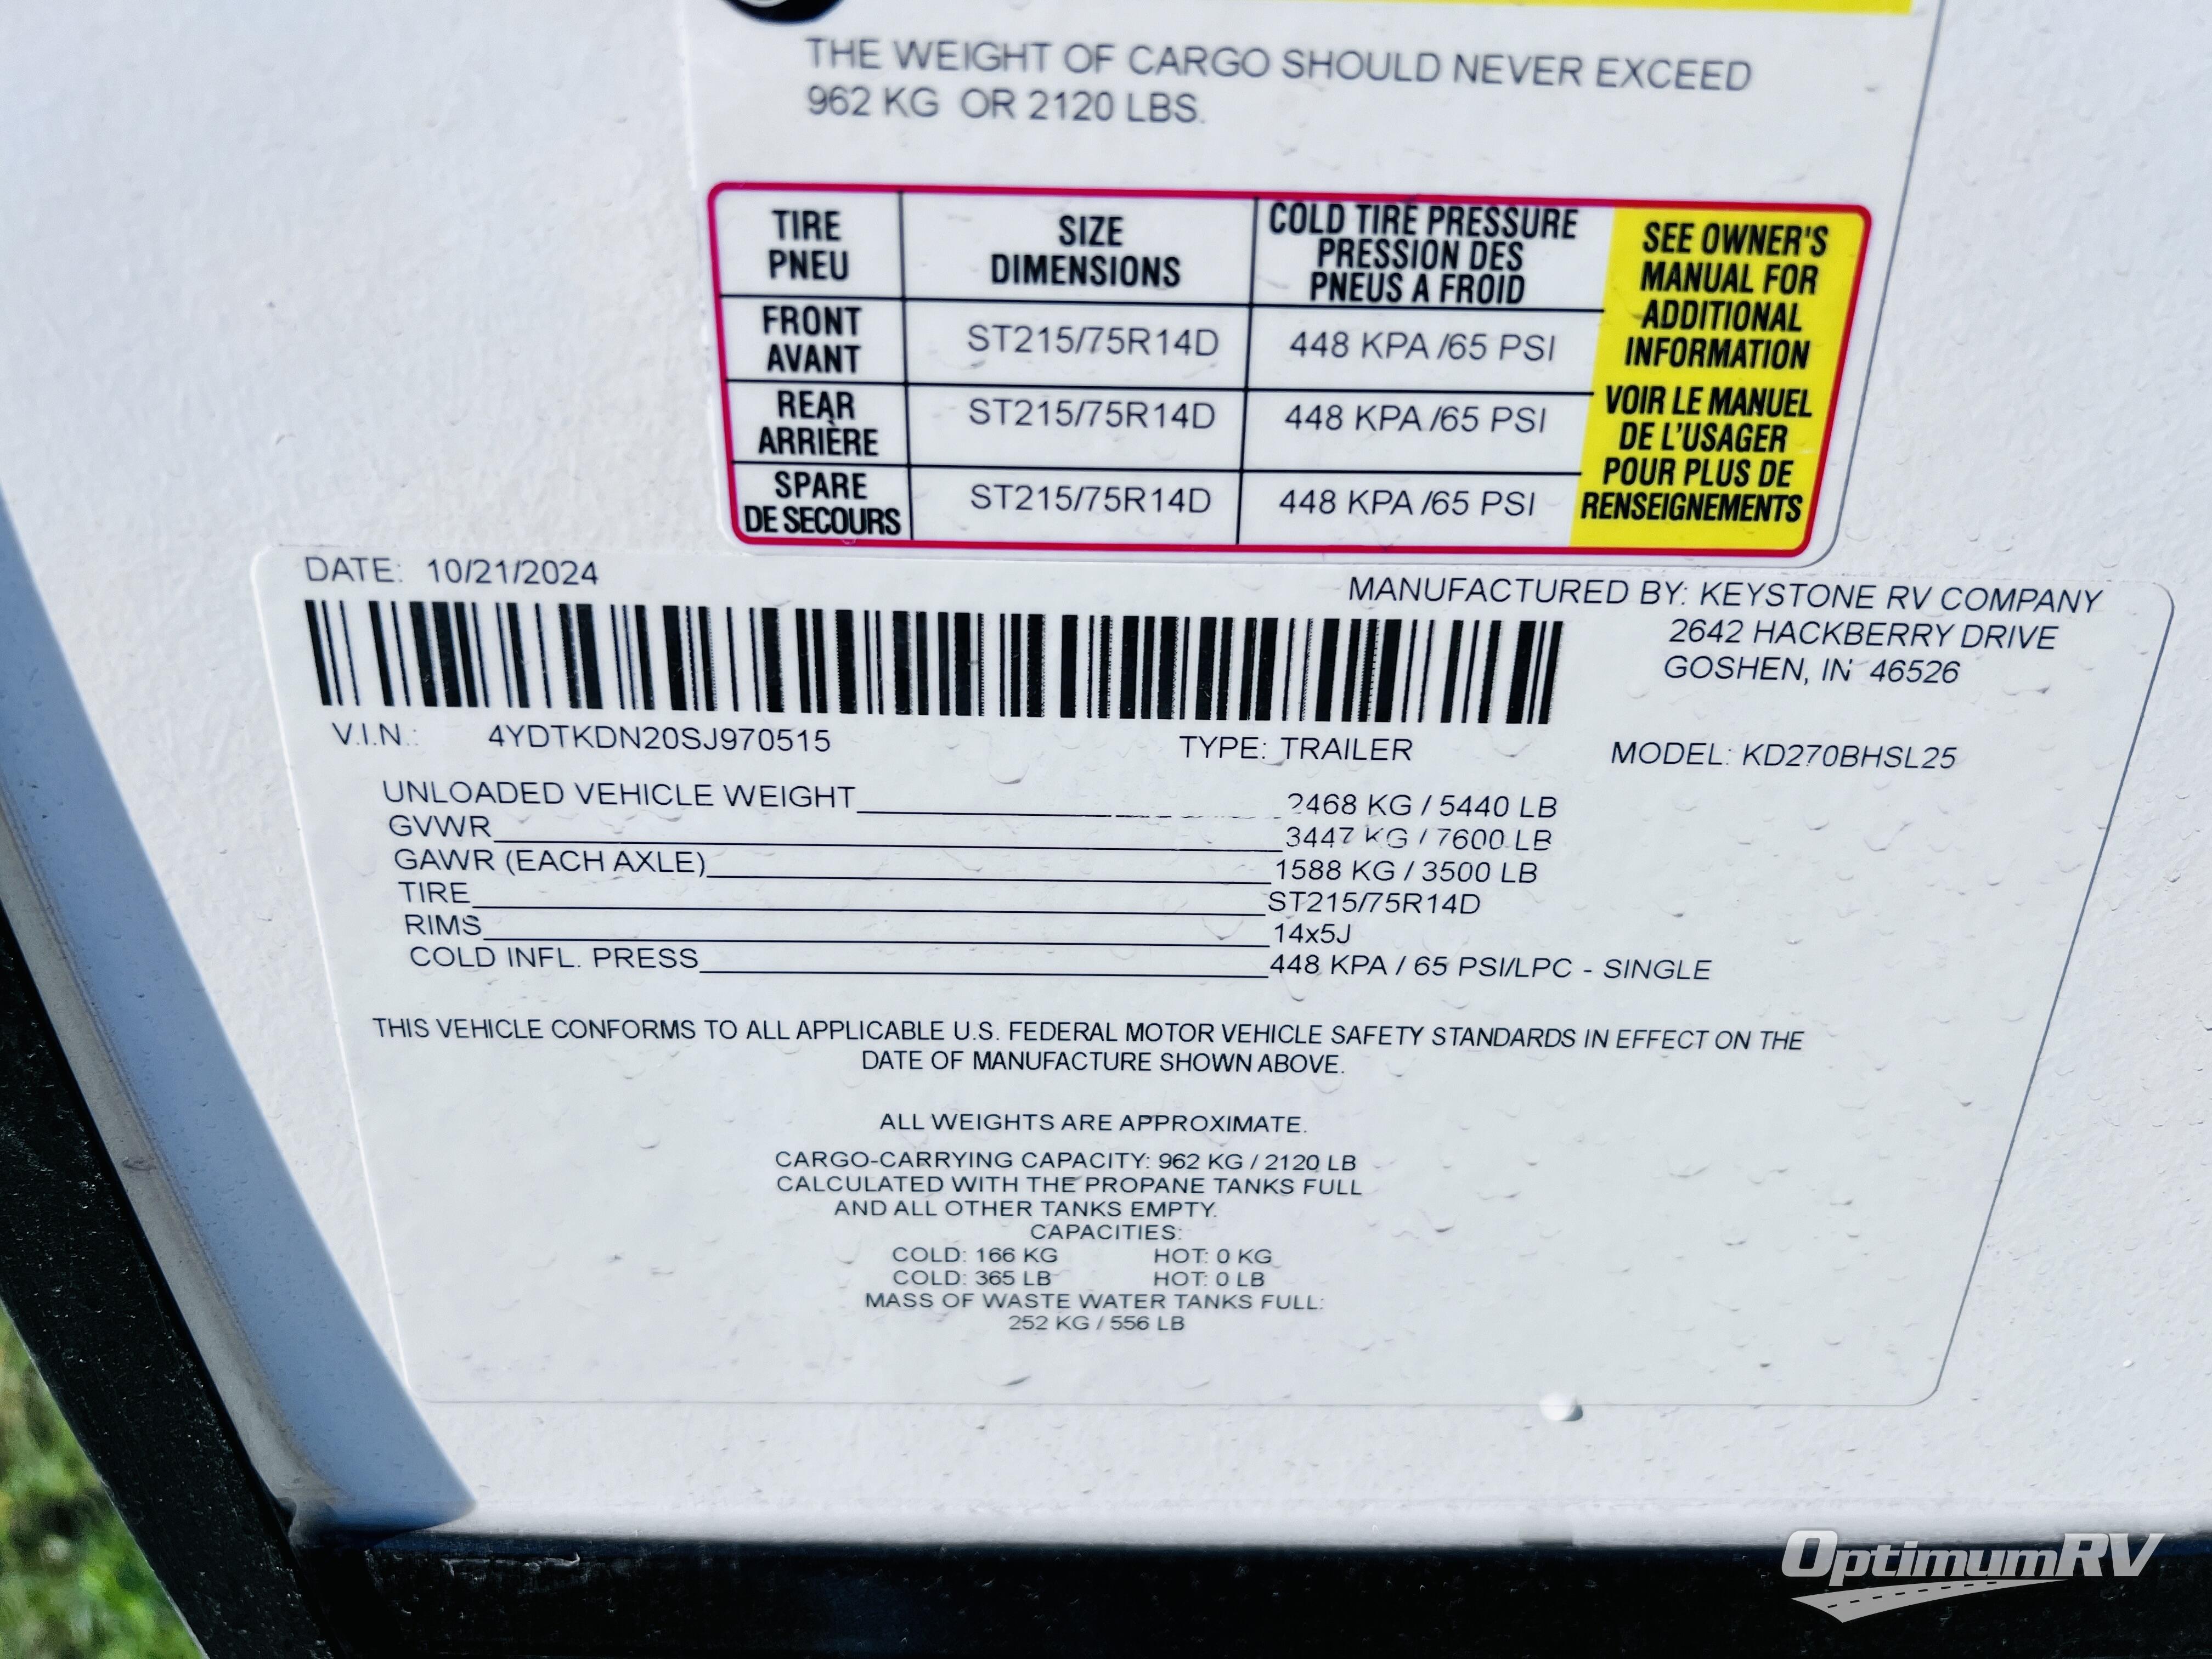 THE WEIGHT OF CARGO SHOULD NEVER EXCEED
962 KG OR 2120 LBS.
TIRE
PNEU
SIZE
DIMENSIONS
COLD TIRE PRESSURE
PRESSION DES
PNEUS A FROID
SEE OWNER'S
MANUAL FOR
ADDITIONAL
INFORMATION
VOIR LE MANUEL
DE L'USAGER
POUR PLUS DE
RENSEIGNEMENTS
FRONT
AVANT
ST215/75R14D
448 KPA /65 PSI
REAR
ARRIÈRE
ST215/75R14D
448 KPA /65 PSI
SPARE
DE SECOURS
ST215/75R14D
448 KPA /65 PSI
DATE: 10/21/2024
MANUFACTURED BY: KEYSTONE RV COMPANY
2642 HACKBERRY DRIVE
GOSHEN, IN 46526
V.I.N.: 4YDTKDN20SJ970515 TYPE: TRAILER MODEL: KD270BHSL25
UNLOADED VEHICLE WEIGHT 2468 KG / 5440 LB
GVWR 3447 KG / 7600 LB
GAWR (EACH AXLE) 1588 KG / 3500 LB
TIRE ST215/75R14D
RIMS 14x5J
COLD INFL. PRESS 448 KPA / 65 PSI/LPC - SINGLE
THIS VEHICLE CONFORMS TO ALL APPLICABLE U.S. FEDERAL MOTOR VEHICLE SAFETY STANDARDS IN EFFECT ON THE
DATE OF MANUFACTURE SHOWN ABOVE.
ALL WEIGHTS ARE APPROXIMATE.
CARGO-CARRYING CAPACITY: 962 KG / 2120 LB
CALCULATED WITH THE PROPANE TANKS FULL
AND ALL OTHER TANKS EMPTY.
CAPACITIES:
COLD: 166 KG HOT: 0 KG
COLD: 365 LB HOT: 0 LB
MASS OF WASTE WATER TANKS FULL:
252 KG / 556 LB
OptimumRV